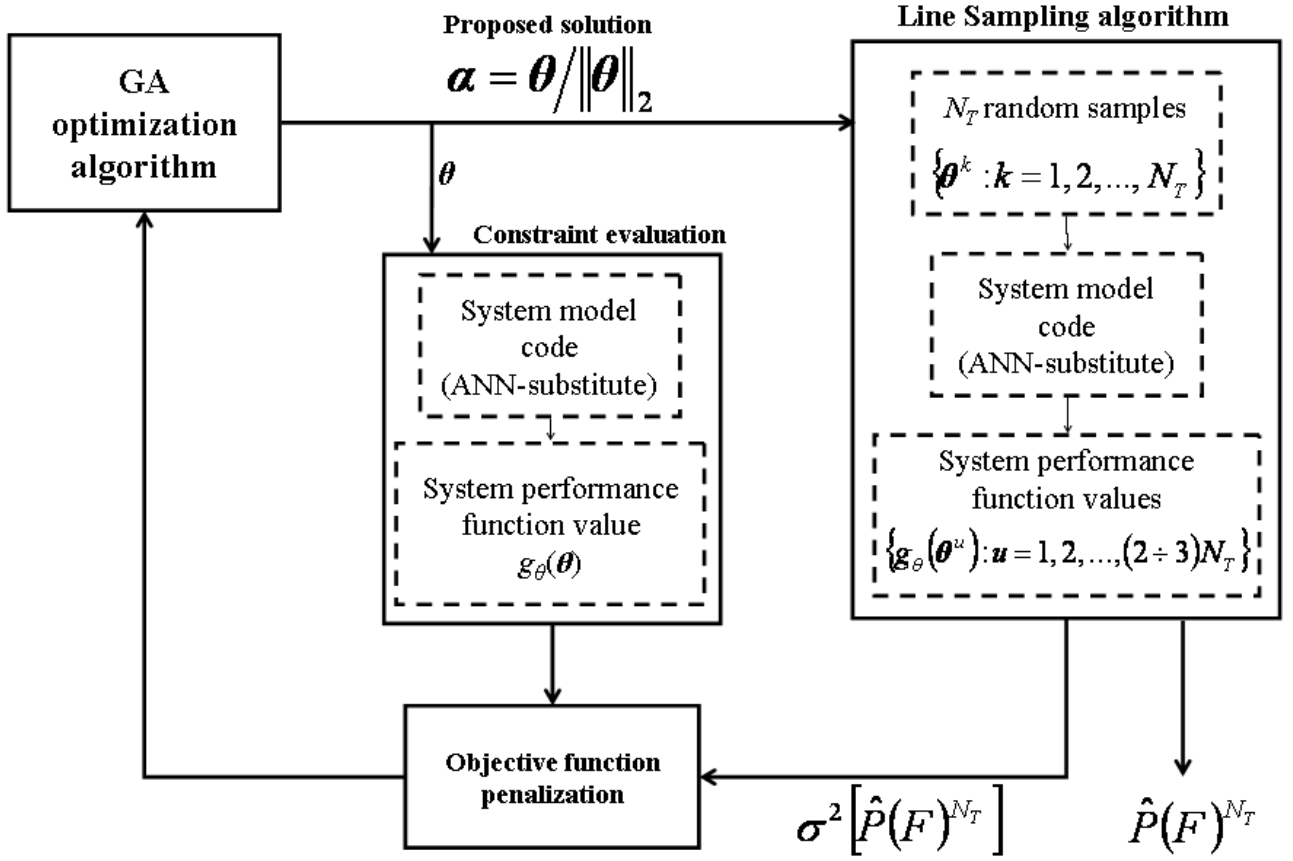 GA
optimization
algorithm
Proposed solution
α = θ/‖θ‖₂
θ
Constraint evaluation
System model
code
(ANN-substitute)
System performance
function value
g_θ(θ)
Line Sampling algorithm
N_T random samples
{θ^k : k = 1, 2, ..., N_T}
System model
code
(ANN-substitute)
System performance
function values
{g_θ(θ^u): u = 1, 2, ...,(2 ÷ 3)N_T}
Objective function
penalization
σ²[P̂(F)^{N_T}]
P̂(F)^{N_T}